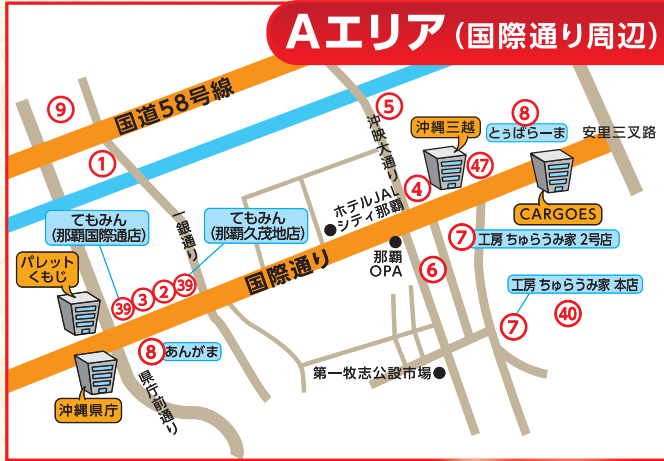 Aエリア(国際通り周辺)
⑨
国道58号線
⑤
沖映大通り
沖縄三越
⑧
とぅばらーま
安里三叉路
①
㊼
④
てもみん
(那覇国際通店)
一銀通り
てもみん
(那覇久茂地店)
ホテルJAL
シティ那覇
CARGOES
⑦
工房 ちゅらうみ家 2号店
パレット
くもじ
国際通り
那覇
OPA
⑥
㊴
③
②
㊴
工房 ちゅらうみ家 本店
⑦
㊵
⑧
あんがま
県庁前通り
第一牧志公設市場
沖縄県庁